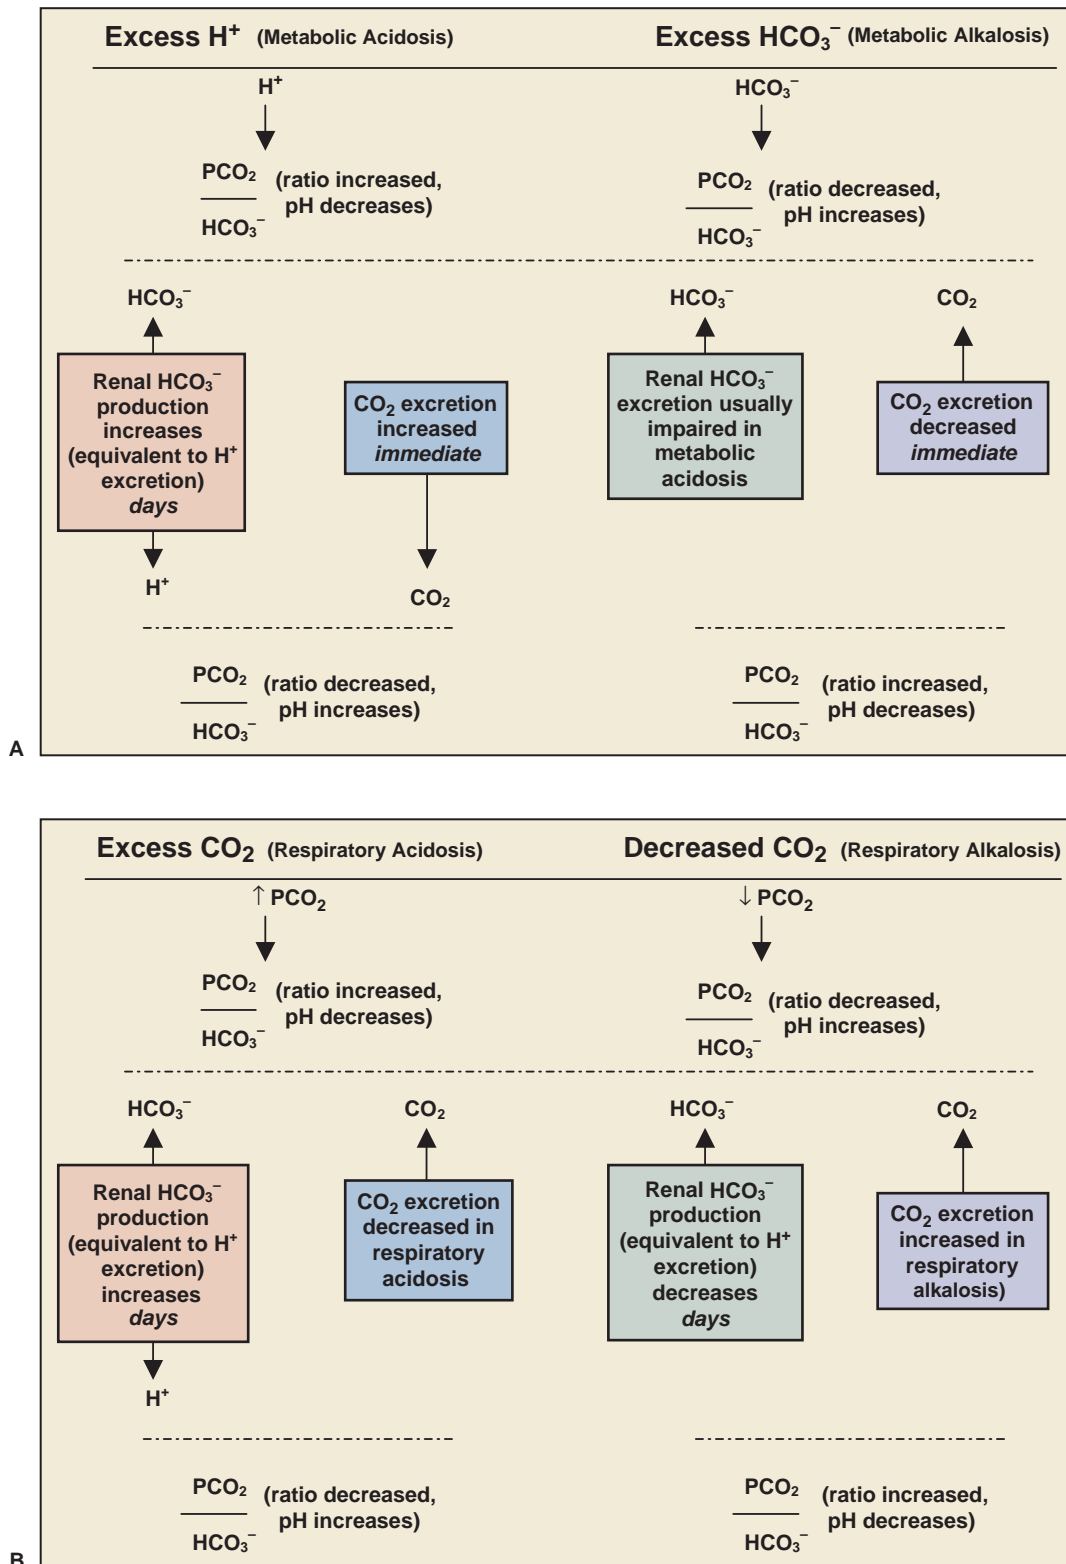 Excess H⁺ (Metabolic Acidosis)
Excess HCO₃⁻ (Metabolic Alkalosis)
H⁺
HCO₃⁻
PCO₂
HCO₃⁻
(ratio increased,
pH decreases)
PCO₂
HCO₃⁻
(ratio decreased,
pH increases)
HCO₃⁻
Renal HCO₃⁻
production
increases
(equivalent to H⁺
excretion)
days
H⁺
CO₂ excretion
increased
immediate
CO₂
HCO₃⁻
Renal HCO₃⁻
excretion usually
impaired in
metabolic
acidosis
CO₂
CO₂ excretion
decreased
immediate
PCO₂
HCO₃⁻
(ratio decreased,
pH increases)
PCO₂
HCO₃⁻
(ratio increased,
pH decreases)
A
Excess CO₂ (Respiratory Acidosis)
Decreased CO₂ (Respiratory Alkalosis)
↑ PCO₂
↓ PCO₂
PCO₂
HCO₃⁻
(ratio increased,
pH decreases)
PCO₂
HCO₃⁻
(ratio decreased,
pH increases)
HCO₃⁻
Renal HCO₃⁻
production
(equivalent to H⁺
excretion)
increases
days
H⁺
CO₂
CO₂ excretion
decreased in
respiratory
acidosis
HCO₃⁻
Renal HCO₃⁻
production
(equivalent to H⁺
excretion)
decreases
days
CO₂
CO₂ excretion
increased in
respiratory
alkalosis)
PCO₂
HCO₃⁻
(ratio decreased,
pH increases)
PCO₂
HCO₃⁻
(ratio increased,
pH decreases)
B